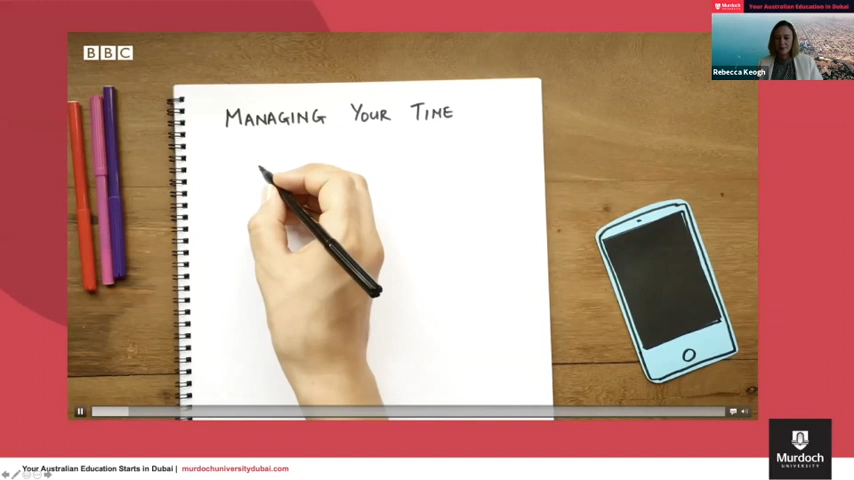 Murdoch
UNIVERSITY
Your Australian Education in Dubai
Rebecca Keogh
BBC
MANAGING YOUR TIME
Your Australian Education Starts in Dubai | murdochuniversitydubai.com
Murdoch
UNIVERSITY